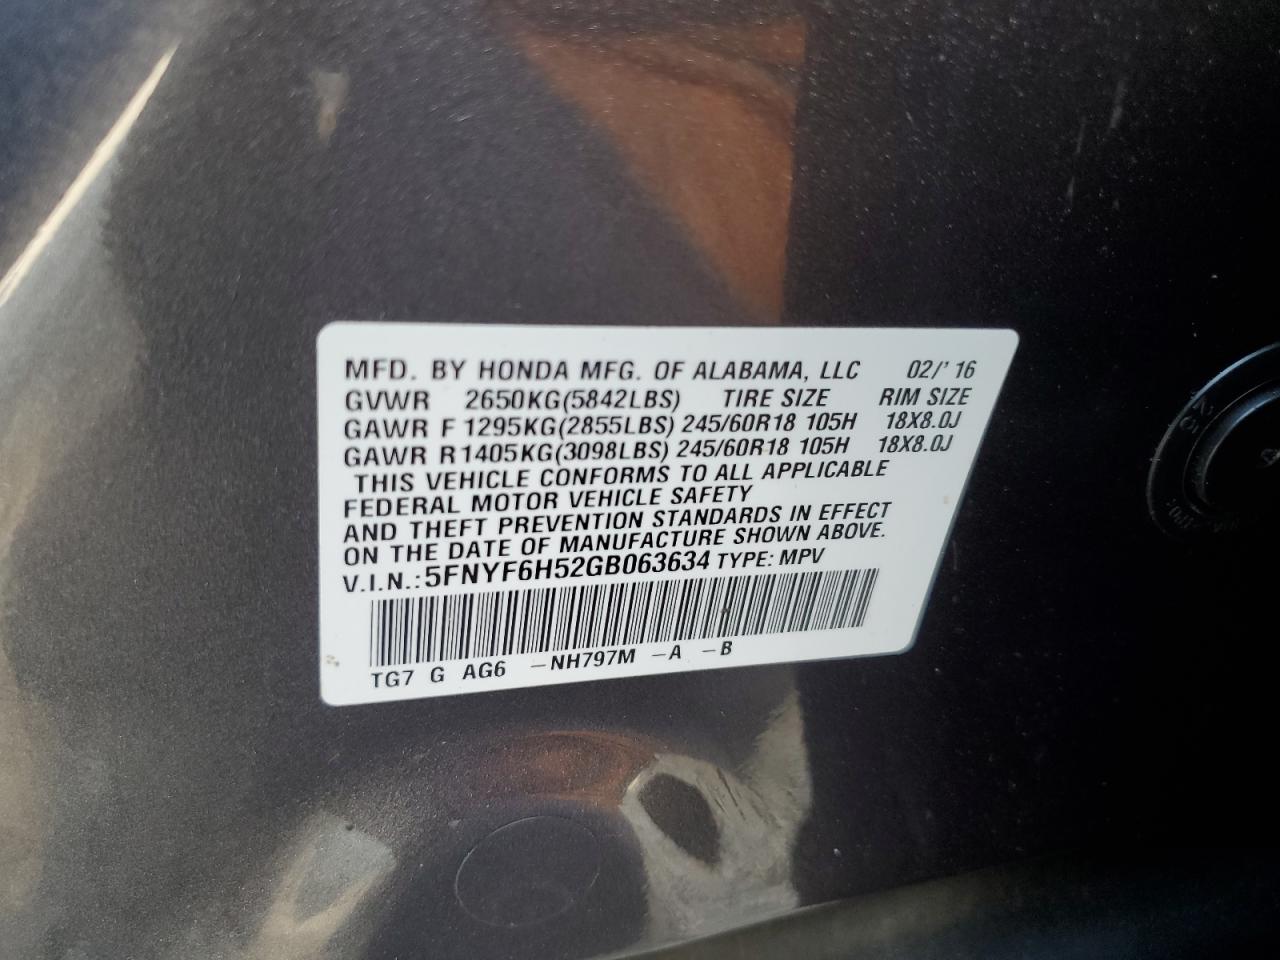 MFD. BY HONDA MFG. OF ALABAMA, LLC 02/'16
GVWR 2650KG(5842LBS) TIRE SIZE RIM SIZE
GAWR F 1295KG(2855LBS) 245/60R18 105H 18X8.0J
GAWR R1405KG(3098LBS) 245/60R18 105H 18X8.0J
THIS VEHICLE CONFORMS TO ALL APPLICABLE
FEDERAL MOTOR VEHICLE SAFETY
AND THEFT PREVENTION STANDARDS IN EFFECT
ON THE DATE OF MANUFACTURE SHOWN ABOVE.
V.I.N.: 5FNYF6H52GB063634 TYPE: MPV
TG7 G AG6 -NH797M -A -B